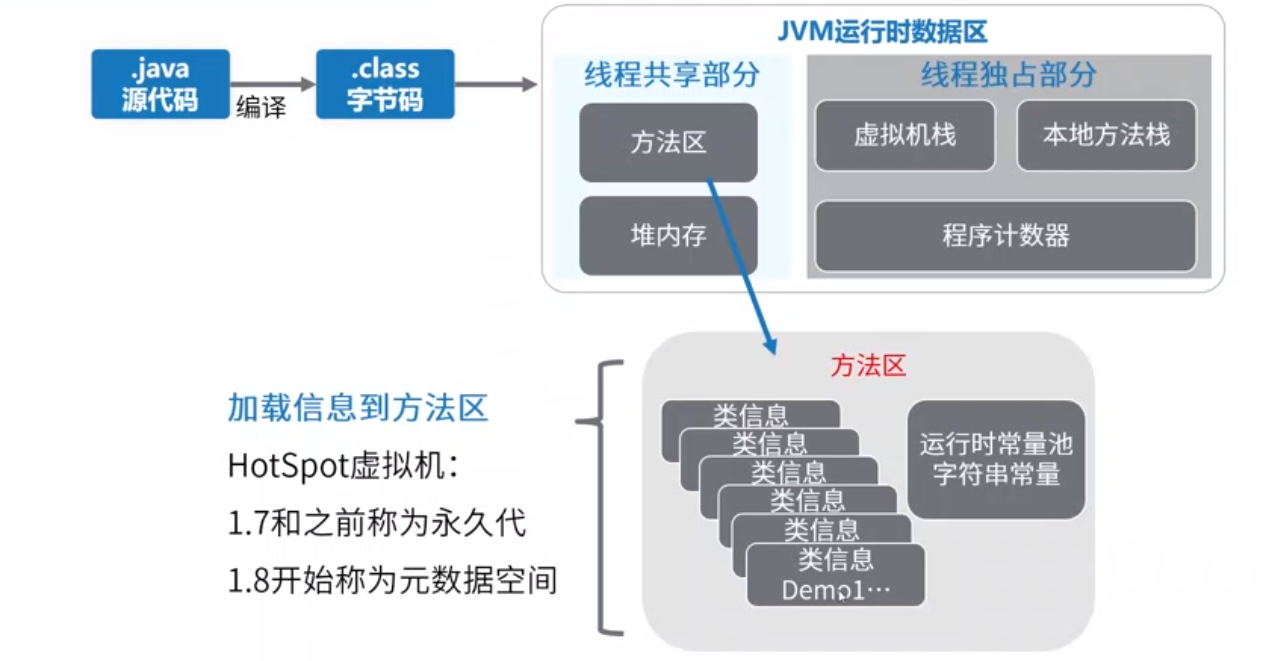 JVM运行时数据区
.java
源代码
编译
.class
字节码
线程共享部分
方法区
堆内存
线程独占部分
虚拟机栈
本地方法栈
程序计数器
加载信息到方法区
HotSpot虚拟机：
1.7和之前称为永久代
1.8开始称为元数据空间
方法区
类信息
类信息
类信息
类信息
类信息
类信息
Demo1…
运行时常量池
字符串常量